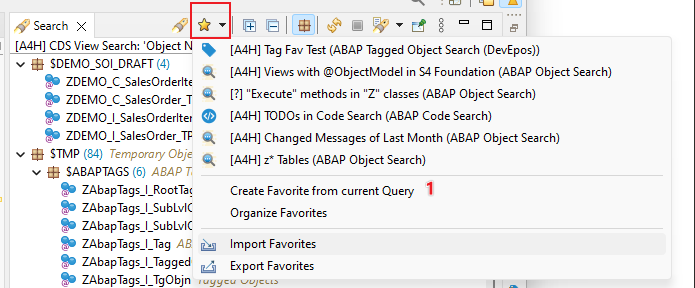 Search
[A4H] CDS View Search: 'Object N
$DEMO_SOI_DRAFT (4)
ZDEMO_C_SalesOrderIte
ZDEMO_C_SalesOrder_T
ZDEMO_I_SalesOrderIter
ZDEMO_I_SalesOrder_TP
$TMP (84) Temporary Obje
$ABAPTAGS (6) ABAP T
ZAbapTags_I_RootTag
ZAbapTags_I_SubLvlC
ZAbapTags_I_SubLvlO
ZAbapTags_I_Tag AB
ZAbapTags_I_Tagged
ZAbapTags_I_TgObjn Tagged Objects
[A4H] Tag Fav Test (ABAP Tagged Object Search (DevEpos))
[A4H] Views with @ObjectModel in S4 Foundation (ABAP Object Search)
[?] "Execute" methods in "Z" classes (ABAP Object Search)
[A4H] TODOs in Code Search (ABAP Code Search)
[A4H] Changed Messages of Last Month (ABAP Object Search)
[A4H] z* Tables (ABAP Object Search)
Create Favorite from current Query 1
Organize Favorites
Import Favorites
Export Favorites